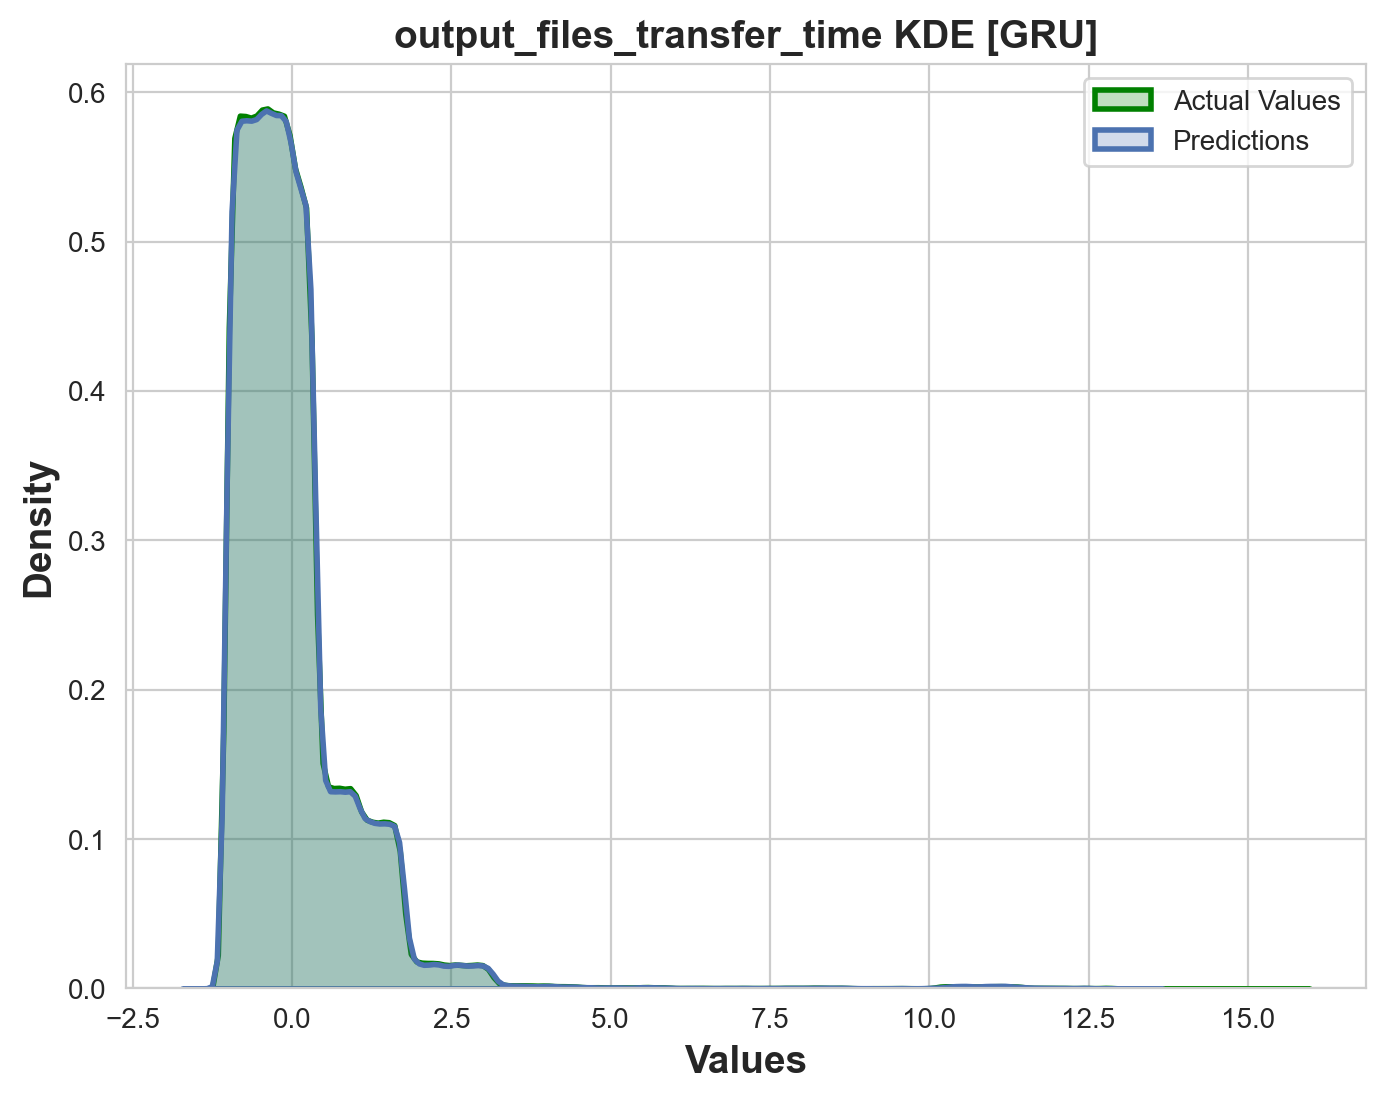 output_files_transfer_time KDE [GRU]
Actual Values
Predictions
0.6
0.5
0.4
0.3
0.2
0.1
0.0
Density
−2.5 0.0 2.5 5.0 7.5 10.0 12.5 15.0
Values